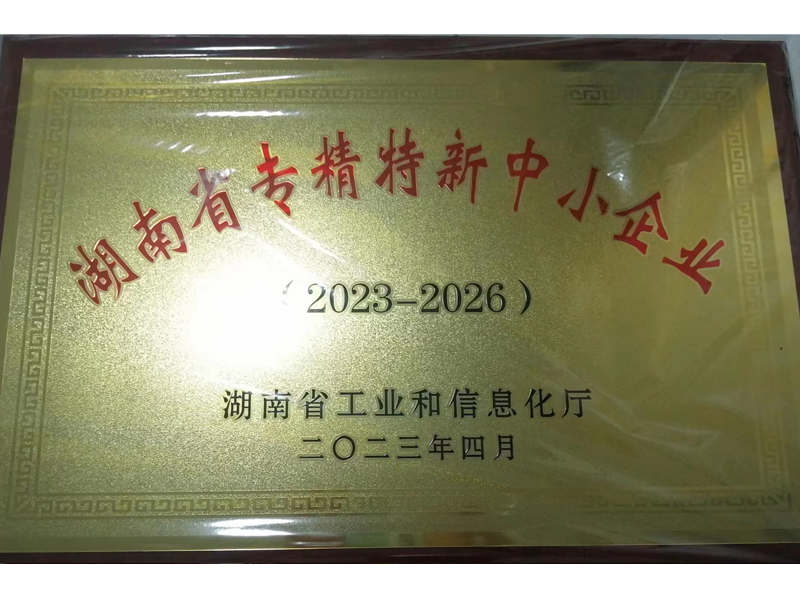 湖南省专精特新中小企业
（2023-2026）
湖南省工业和信息化厅
二〇二三年四月